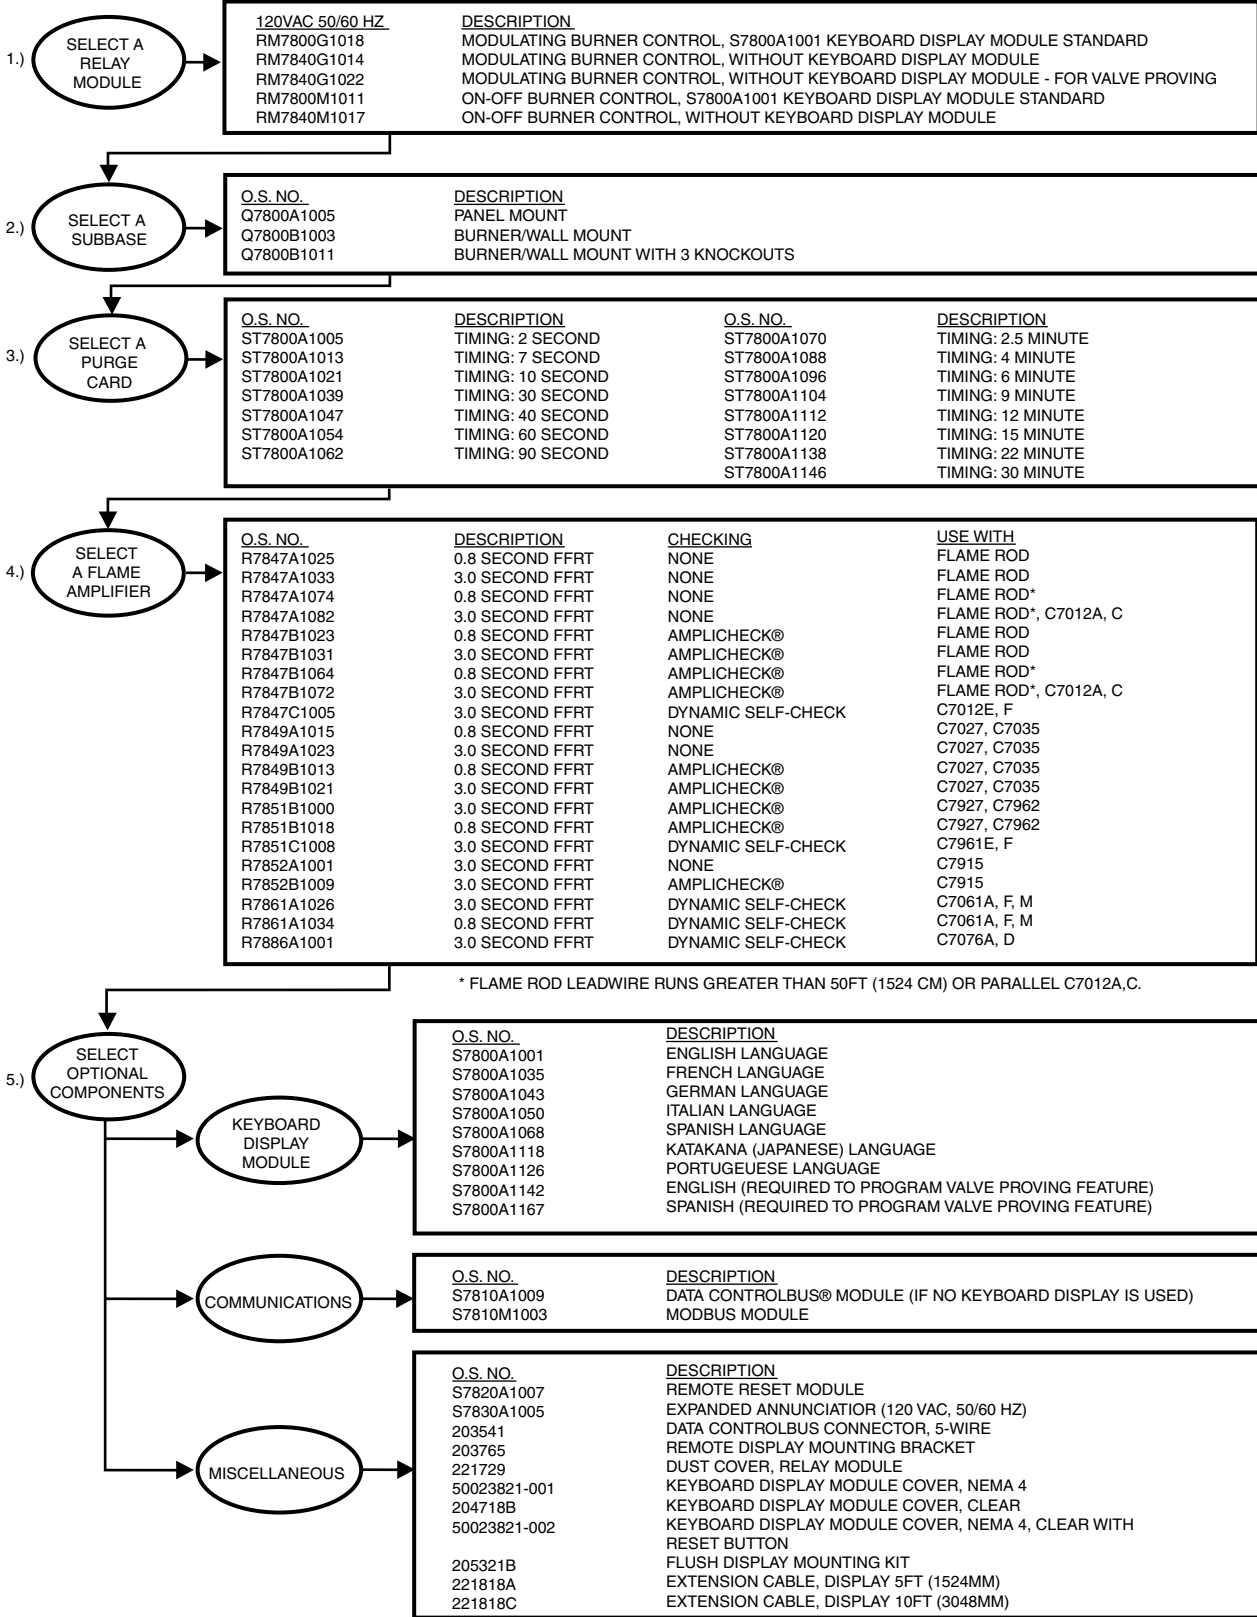 1.)
SELECT A
RELAY
MODULE
120VAC 50/60 HZ DESCRIPTION
RM7800G1018 MODULATING BURNER CONTROL, S7800A1001 KEYBOARD DISPLAY MODULE STANDARD
RM7840G1014 MODULATING BURNER CONTROL, WITHOUT KEYBOARD DISPLAY MODULE
RM7840G1022 MODULATING BURNER CONTROL, WITHOUT KEYBOARD DISPLAY MODULE - FOR VALVE PROVING
RM7800M1011 ON-OFF BURNER CONTROL, S7800A1001 KEYBOARD DISPLAY MODULE STANDARD
RM7840M1017 ON-OFF BURNER CONTROL, WITHOUT KEYBOARD DISPLAY MODULE
2.)
SELECT A
SUBBASE
O.S. NO. DESCRIPTION
Q7800A1005 PANEL MOUNT
Q7800B1003 BURNER/WALL MOUNT
Q7800B1011 BURNER/WALL MOUNT WITH 3 KNOCKOUTS
3.)
SELECT A
PURGE
CARD
O.S. NO. DESCRIPTION O.S. NO. DESCRIPTION
ST7800A1005 TIMING: 2 SECOND ST7800A1070 TIMING: 2.5 MINUTE
ST7800A1013 TIMING: 7 SECOND ST7800A1088 TIMING: 4 MINUTE
ST7800A1021 TIMING: 10 SECOND ST7800A1096 TIMING: 6 MINUTE
ST7800A1039 TIMING: 30 SECOND ST7800A1104 TIMING: 9 MINUTE
ST7800A1047 TIMING: 40 SECOND ST7800A1112 TIMING: 12 MINUTE
ST7800A1054 TIMING: 60 SECOND ST7800A1120 TIMING: 15 MINUTE
ST7800A1062 TIMING: 90 SECOND ST7800A1138 TIMING: 22 MINUTE
ST7800A1146 TIMING: 30 MINUTE
4.)
SELECT
A FLAME
AMPLIFIER
O.S. NO. DESCRIPTION CHECKING USE WITH
R7847A1025 0.8 SECOND FFRT NONE FLAME ROD
R7847A1033 3.0 SECOND FFRT NONE FLAME ROD
R7847A1074 0.8 SECOND FFRT NONE FLAME ROD*
R7847A1082 3.0 SECOND FFRT NONE FLAME ROD*, C7012A, C
R7847B1023 0.8 SECOND FFRT AMPLICHECK® FLAME ROD
R7847B1031 3.0 SECOND FFRT AMPLICHECK® FLAME ROD
R7847B1064 0.8 SECOND FFRT AMPLICHECK® FLAME ROD*
R7847B1072 3.0 SECOND FFRT AMPLICHECK® FLAME ROD*, C7012A, C
R7847C1005 3.0 SECOND FFRT DYNAMIC SELF-CHECK C7012E, F
R7849A1015 0.8 SECOND FFRT NONE C7027, C7035
R7849A1023 3.0 SECOND FFRT NONE C7027, C7035
R7849B1013 0.8 SECOND FFRT AMPLICHECK® C7027, C7035
R7849B1021 3.0 SECOND FFRT AMPLICHECK® C7027, C7035
R7851B1000 3.0 SECOND FFRT AMPLICHECK® C7927, C7962
R7851B1018 0.8 SECOND FFRT AMPLICHECK® C7927, C7962
R7851C1008 3.0 SECOND FFRT DYNAMIC SELF-CHECK C7961E, F
R7852A1001 3.0 SECOND FFRT NONE C7915
R7852B1009 3.0 SECOND FFRT AMPLICHECK® C7915
R7861A1026 3.0 SECOND FFRT DYNAMIC SELF-CHECK C7061A, F, M
R7861A1034 0.8 SECOND FFRT DYNAMIC SELF-CHECK C7061A, F, M
R7886A1001 3.0 SECOND FFRT DYNAMIC SELF-CHECK C7076A, D
* FLAME ROD LEADWIRE RUNS GREATER THAN 50FT (1524 CM) OR PARALLEL C7012A,C.
5.)
SELECT
OPTIONAL
COMPONENTS
KEYBOARD
DISPLAY
MODULE
O.S. NO. DESCRIPTION
S7800A1001 ENGLISH LANGUAGE
S7800A1035 FRENCH LANGUAGE
S7800A1043 GERMAN LANGUAGE
S7800A1050 ITALIAN LANGUAGE
S7800A1068 SPANISH LANGUAGE
S7800A1118 KATAKANA (JAPANESE) LANGUAGE
S7800A1126 PORTUGEUESE LANGUAGE
S7800A1142 ENGLISH (REQUIRED TO PROGRAM VALVE PROVING FEATURE)
S7800A1167 SPANISH (REQUIRED TO PROGRAM VALVE PROVING FEATURE)
COMMUNICATIONS
O.S. NO. DESCRIPTION
S7810A1009 DATA CONTROLBUS® MODULE (IF NO KEYBOARD DISPLAY IS USED)
S7810M1003 MODBUS MODULE
MISCELLANEOUS
O.S. NO. DESCRIPTION
S7820A1007 REMOTE RESET MODULE
S7830A1005 EXPANDED ANNUNCIATIOR (120 VAC, 50/60 HZ)
203541 DATA CONTROLBUS CONNECTOR, 5-WIRE
203765 REMOTE DISPLAY MOUNTING BRACKET
221729 DUST COVER, RELAY MODULE
50023821-001 KEYBOARD DISPLAY MODULE COVER, NEMA 4
204718B KEYBOARD DISPLAY MODULE COVER, CLEAR
50023821-002 KEYBOARD DISPLAY MODULE COVER, NEMA 4, CLEAR WITH
RESET BUTTON
205321B FLUSH DISPLAY MOUNTING KIT
221818A EXTENSION CABLE, DISPLAY 5FT (1524MM)
221818C EXTENSION CABLE, DISPLAY 10FT (3048MM)